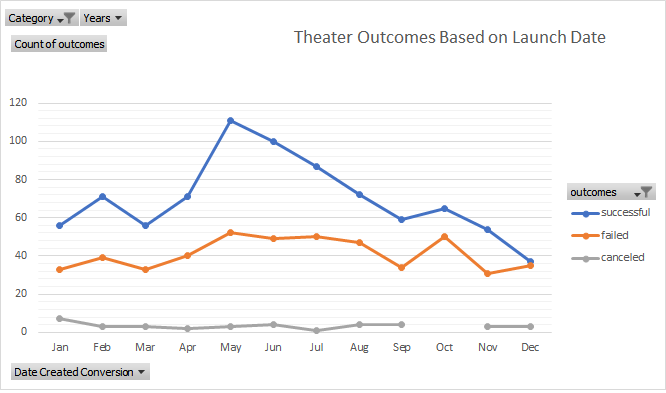 Category Years
Count of outcomes
Theater Outcomes Based on Launch Date
120
100
80
60
40
20
0
outcomes
successful
failed
canceled
Jan Feb Mar Apr May Jun Jul Aug Sep Oct Nov Dec
Date Created Conversion